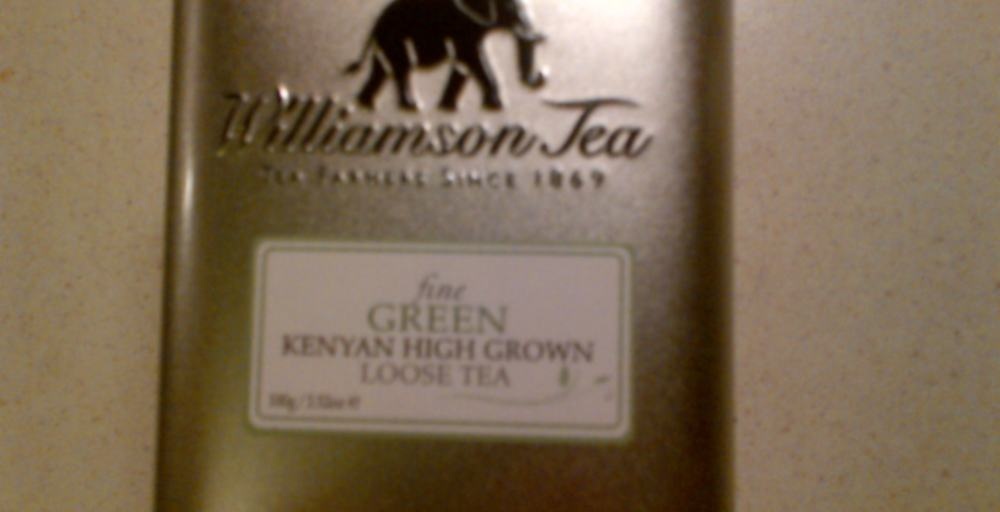 Williamson Tea
TEA FARMERS SINCE 1869
fine
GREEN
KENYAN HIGH GROWN
LOOSE TEA